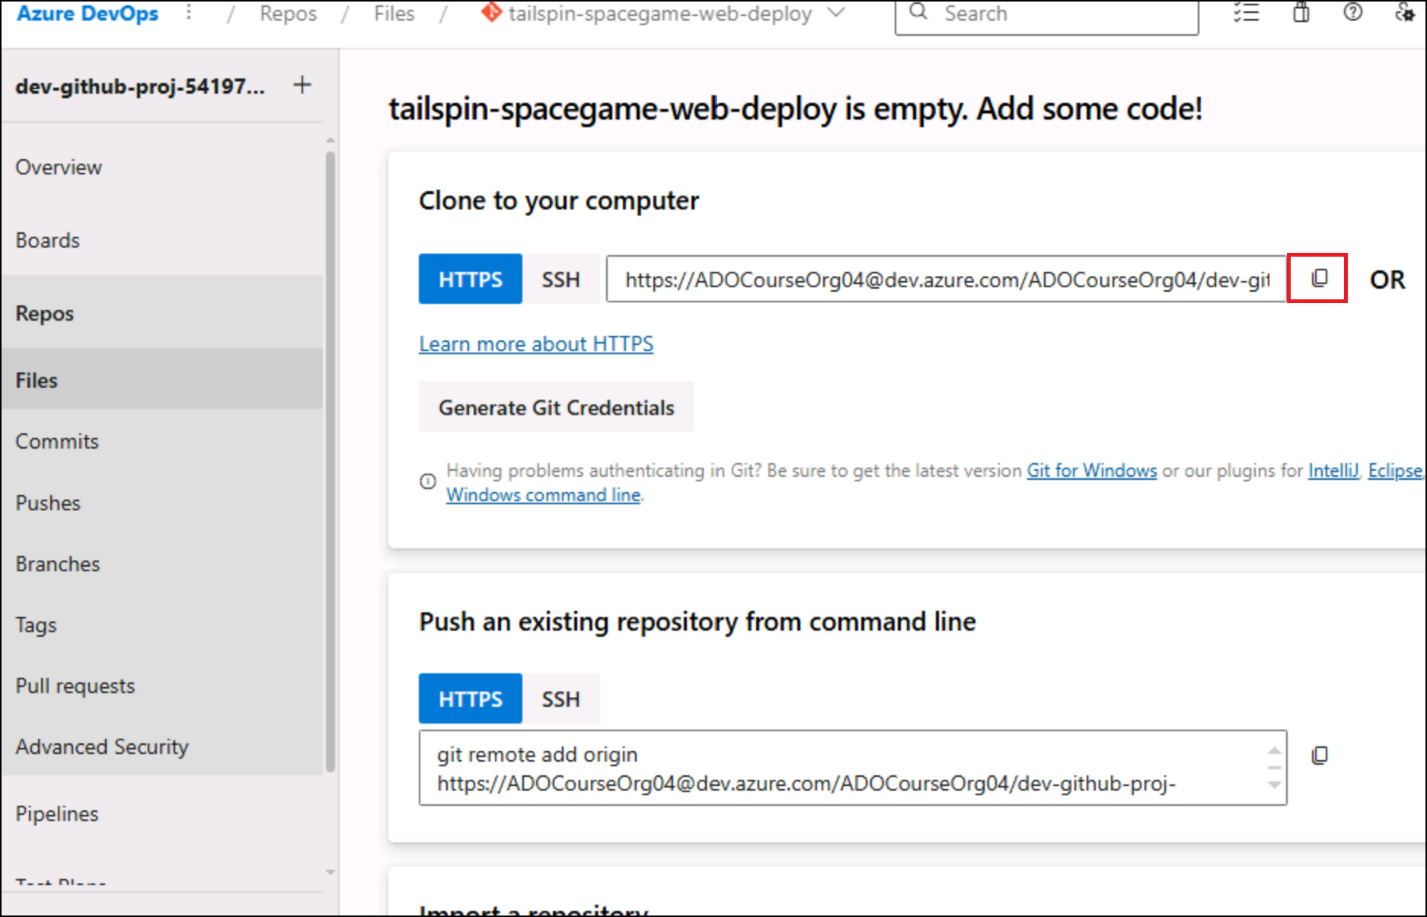 Azure DevOps / Repos / Files / tailspin-spacegame-web-deploy Search
dev-github-proj-54197... +
Overview
Boards
Repos
Files
Commits
Pushes
Branches
Tags
Pull requests
Advanced Security
Pipelines
Test Plans
tailspin-spacegame-web-deploy is empty. Add some code!
Clone to your computer
HTTPS SSH https://ADOCourseOrg04@dev.azure.com/ADOCourseOrg04/dev-git OR
Learn more about HTTPS
Generate Git Credentials
Having problems authenticating in Git? Be sure to get the latest version Git for Windows or our plugins for IntelliJ, Eclipse,
Windows command line.
Push an existing repository from command line
HTTPS SSH
git remote add origin
https://ADOCourseOrg04@dev.azure.com/ADOCourseOrg04/dev-github-proj-
Import a repository